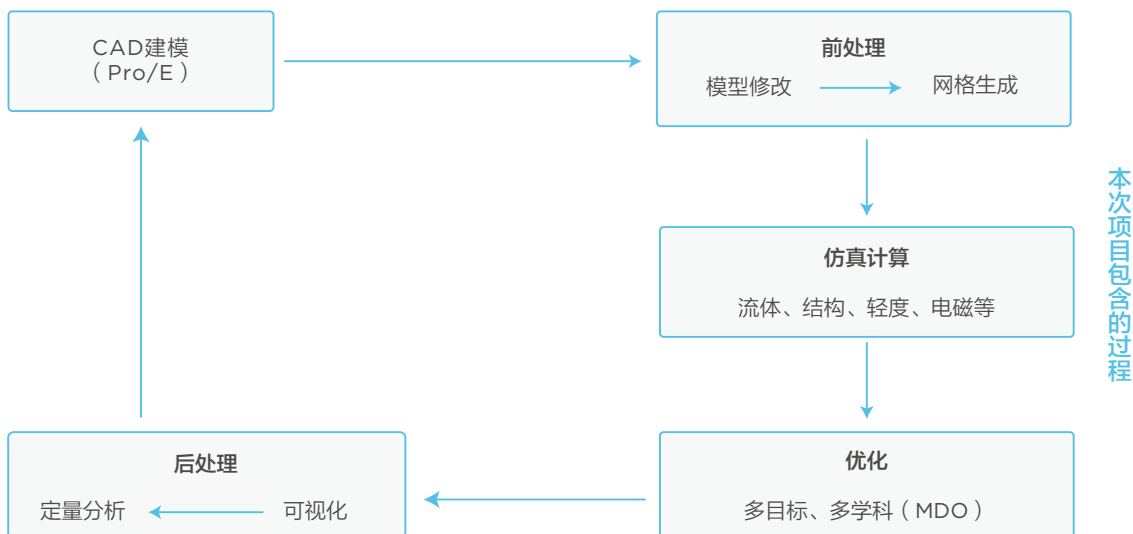 CAD建模
（Pro/E）
前处理
模型修改
网格生成
仿真计算
流体、结构、轻度、电磁等
优化
多目标、多学科（MDO）
后处理
定量分析
可视化
本次项目包含的过程